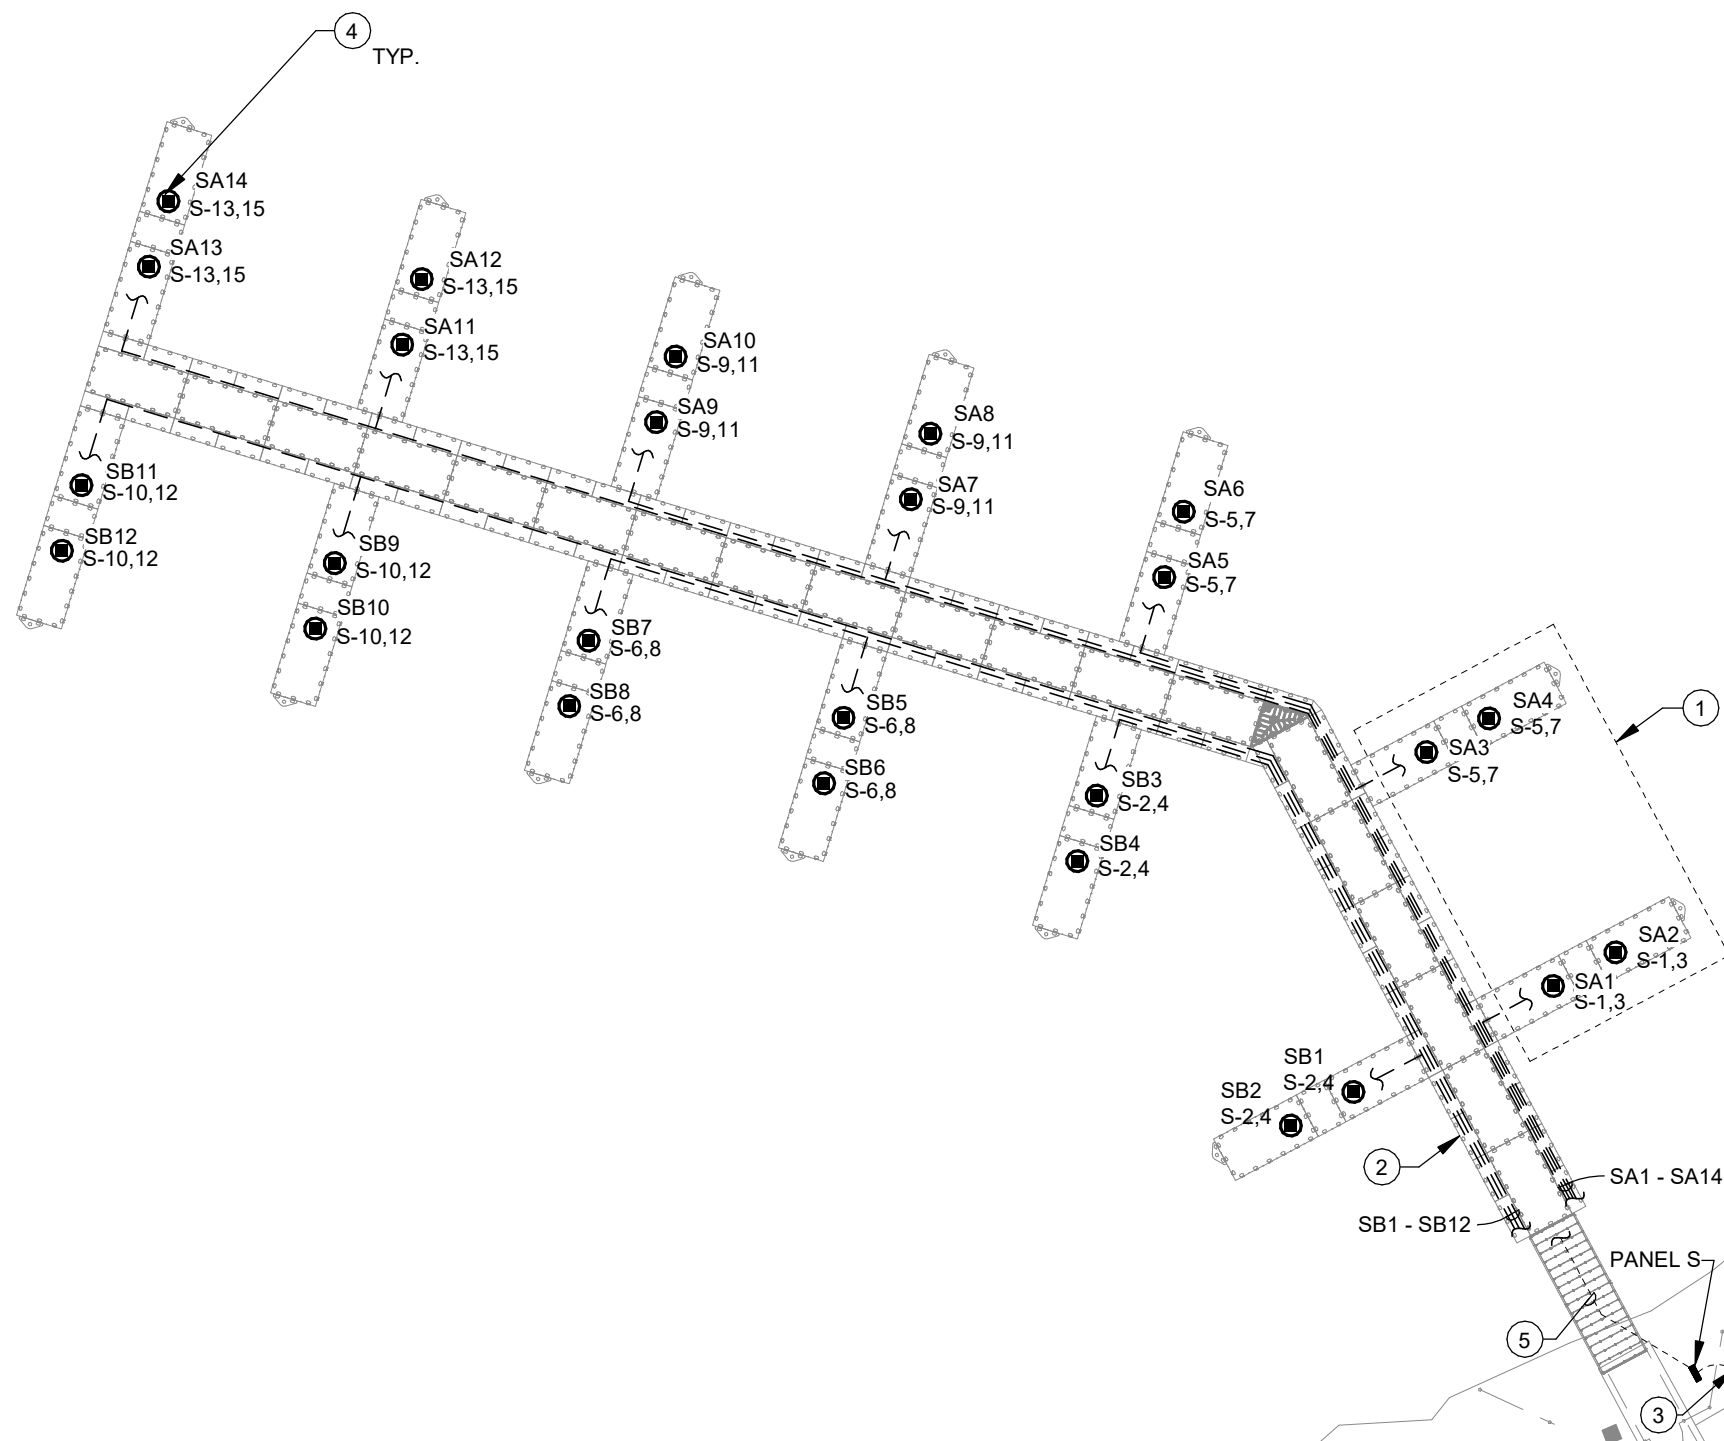 4
TYP.
SA14
S-13,15
SA13
S-13,15
SA12
S-13,15
SA11
S-13,15
SA10
S-9,11
SA9
S-9,11
SA8
S-9,11
SA7
S-9,11
SA6
S-5,7
SA5
S-5,7
SA4
S-5,7
SA3
S-5,7
1
SB11
S-10,12
SB12
S-10,12
SB9
S-10,12
SB10
S-10,12
SB7
S-6,8
SB8
S-6,8
SB5
S-6,8
SB6
S-6,8
SB3
S-2,4
SB4
S-2,4
SA2
S-1,3
SA1
S-1,3
SB1
S-2,4
SB2
S-2,4
2
SA1 - SA14
SB1 - SB12
PANEL S
5
3